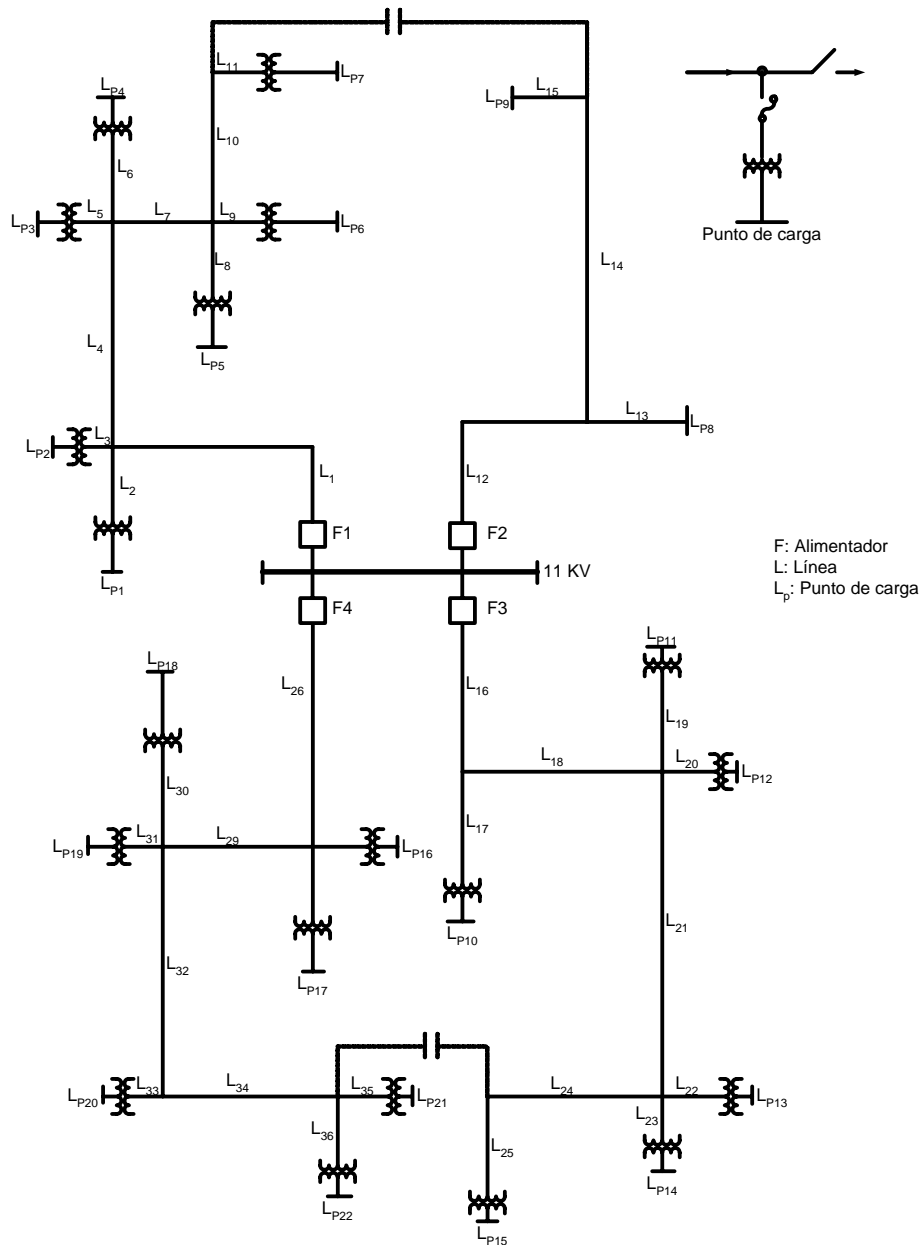 L11
LP7
LP4
L15
LP9
L10
L6
L5
L7
L9
LP3
LP6
Punto de carga
L8
L14
L4
LP5
L13
L3
LP2
LP8
L1
L12
L2
F1
F2
F: Alimentador
L: Línea
Lp: Punto de carga
11 KV
LP1
F4
F3
LP11
LP18
L26
L16
L19
L18
L20
LP12
L30
L17
L31
L29
LP19
LP16
L21
LP10
L32
LP17
L33
L34
L35
L24
L22
LP20
LP21
LP13
L23
L36
L25
LP14
LP22
LP15